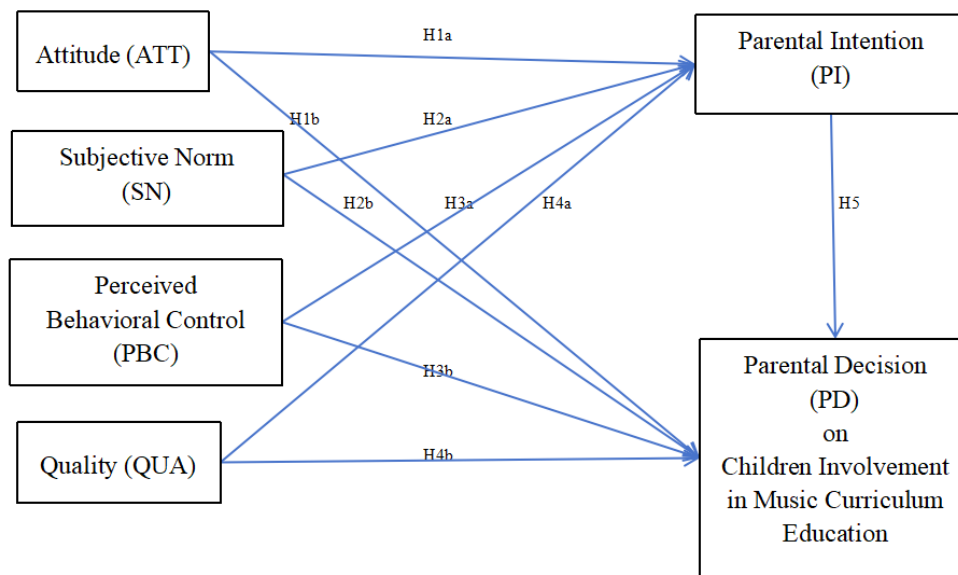 Attitude (ATT)
H1a
Parental Intention
(PI)
H1b
H2a
Subjective Norm
(SN)
H2b
H3a
H4a
H5
Perceived
Behavioral Control
(PBC)
H3b
Parental Decision
(PD)
on
Children Involvement
in Music Curriculum
Education
Quality (QUA)
H4b